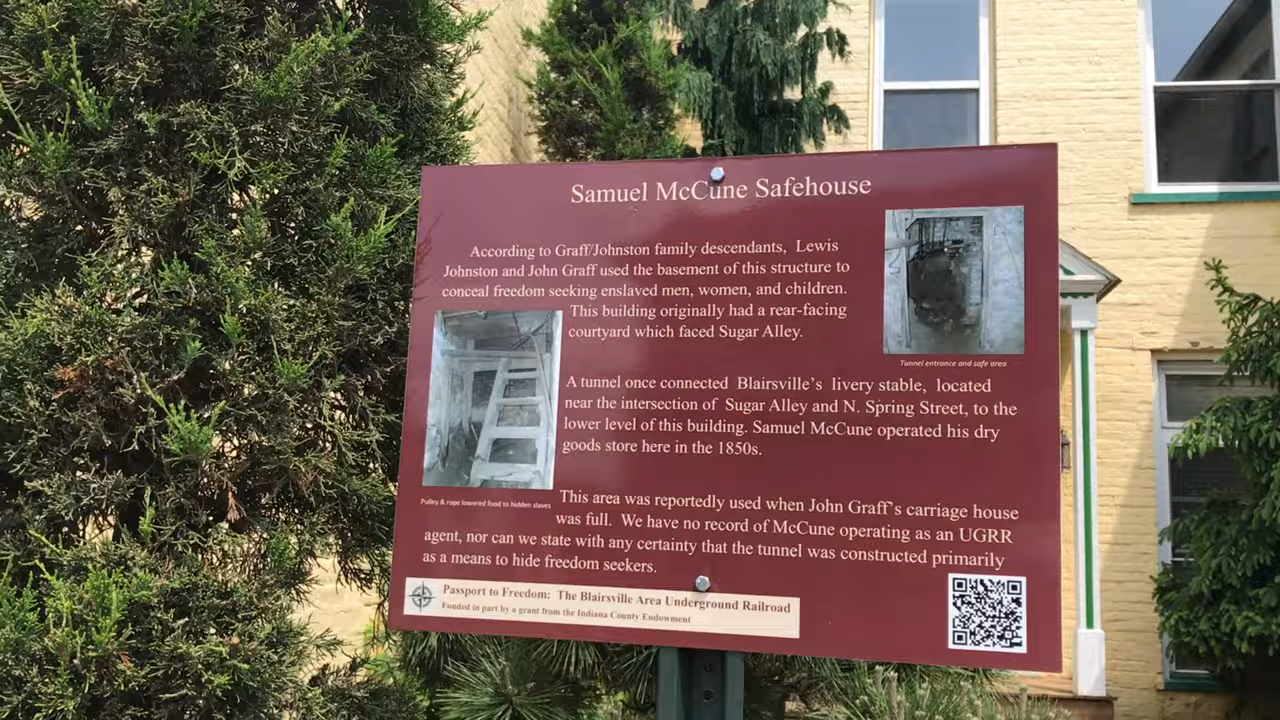 Samuel McCune Safehouse
According to Graff/Johnston family descendants, Lewis
Johnston and John Graff used the basement of this structure to
conceal freedom seeking enslaved men, women, and children.
This building originally had a rear-facing
courtyard which faced Sugar Alley.
Tunnel entrance and safe area
A tunnel once connected Blairsville's livery stable, located
near the intersection of Sugar Alley and N. Spring Street, to the
lower level of this building. Samuel McCune operated his dry
goods store here in the 1850s.
Pulley & rope lowered food to hidden slaves
This area was reportedly used when John Graff's carriage house
was full. We have no record of McCune operating as an UGRR
agent, nor can we state with any certainty that the tunnel was constructed primarily
as a means to hide freedom seekers.
Passport to Freedom: The Blairsville Area Underground Railroad
Funded in part by a grant from the Indiana County Endowment